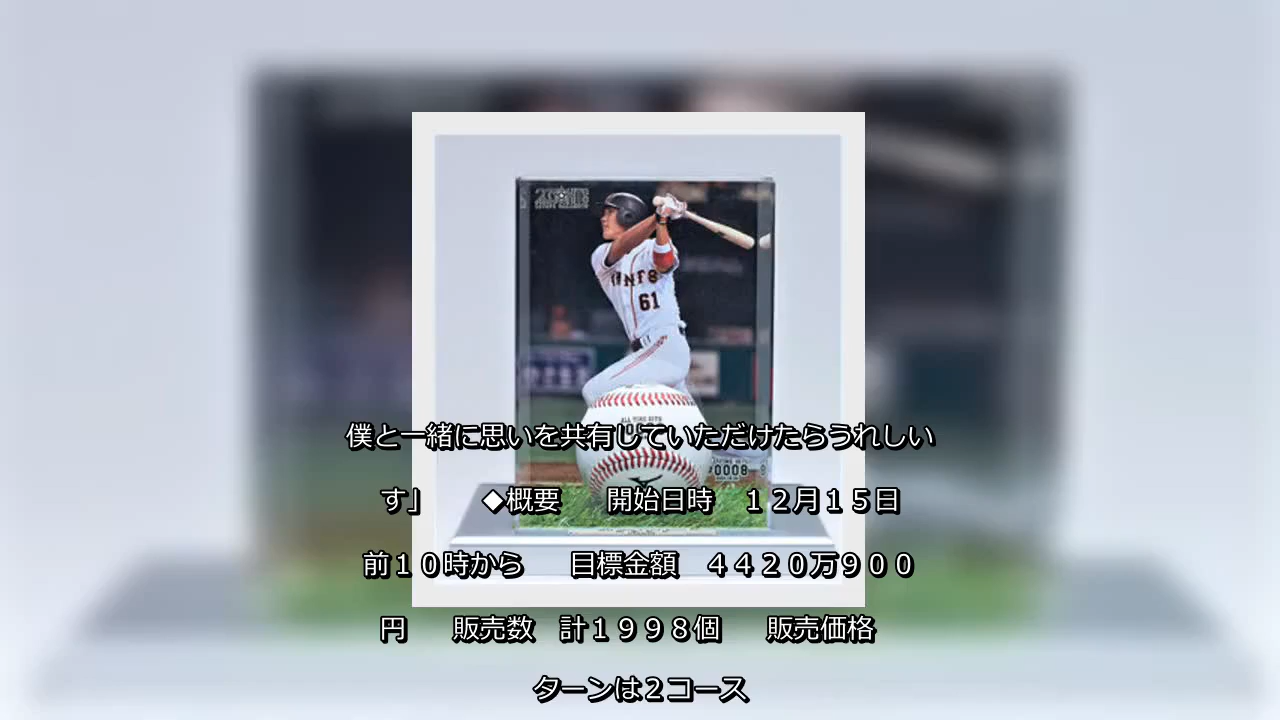 GIANTS
61
#0008
僕と一緒に思いを共有していただけたらうれしい
す」　◆概要　開始日時　１２月１５日
前１０時から　目標金額　４４２０万９００
円　販売数　計１９９８個　販売価格
ターンは２コース